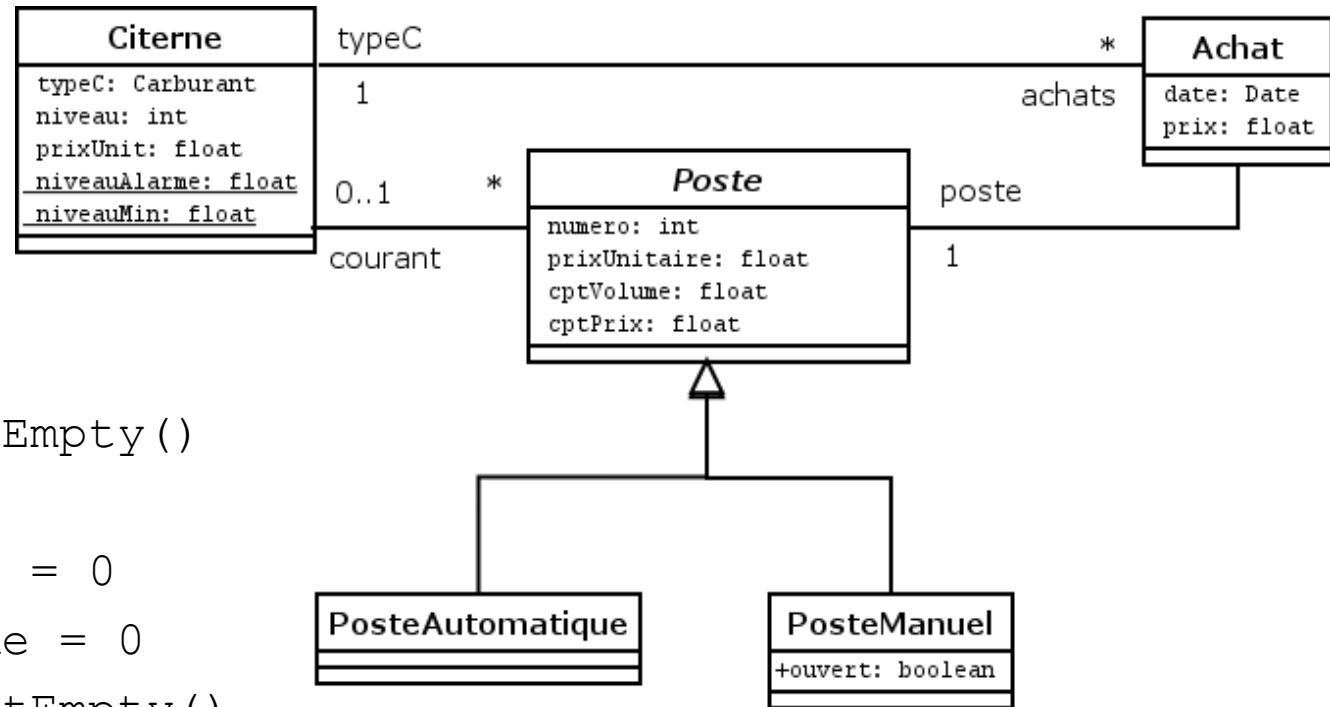 Citerne
typeC: Carburant
niveau: int
prixUnit: float
niveauAlarme: float
niveauMin: float
typeC
1
*
achats
Achat
date: Date
prix: float
0..1
*
courant
Poste
numero: int
prixUnitaire: float
cptVolume: float
cptPrix: float
poste
1
Empty()
= 0
e = 0
tEmpty()
PosteAutomatique
PosteManuel
+ouvert: boolean